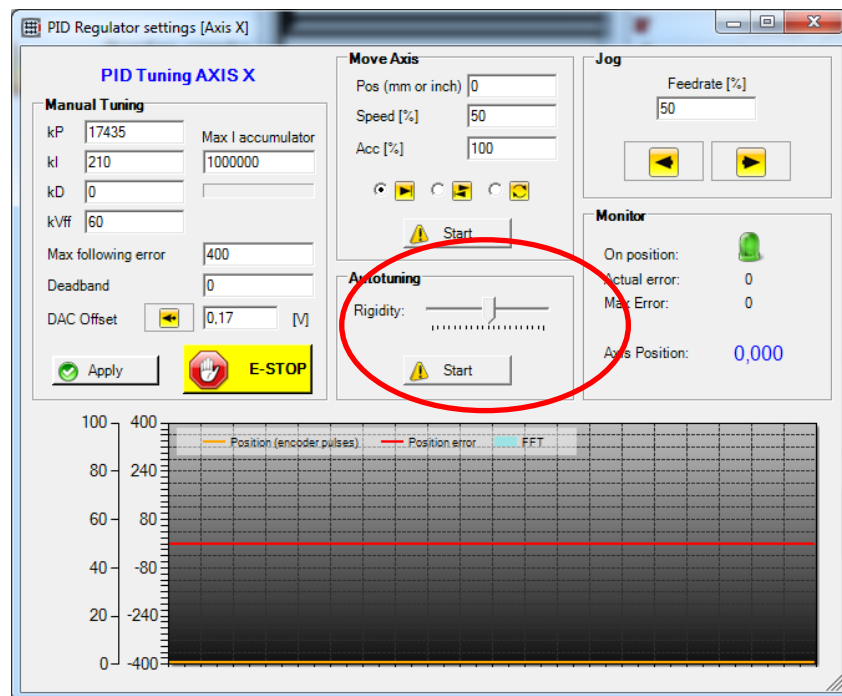 PID Regulator settings [Axis X]
PID Tuning AXIS X
Manual Tuning
kP 17435
Max I accumulator
kI 210 1000000
kD 0
kVff 60
Max following error 400
Deadband 0
DAC Offset 0,17 [V]
Apply E-STOP
Move Axis
Pos (mm or inch) 0
Speed [%] 50
Acc [%] 100
Start
Autotuning
Rigidity:
Start
Jog
Feedrate [%]
50
Monitor
On position:
Actual error: 0
Max Error: 0
Axis Position: 0,000
Position (encoder pulses) Position error FFT
100 400
80 240
60 80
40 -80
20 -240
0 -400